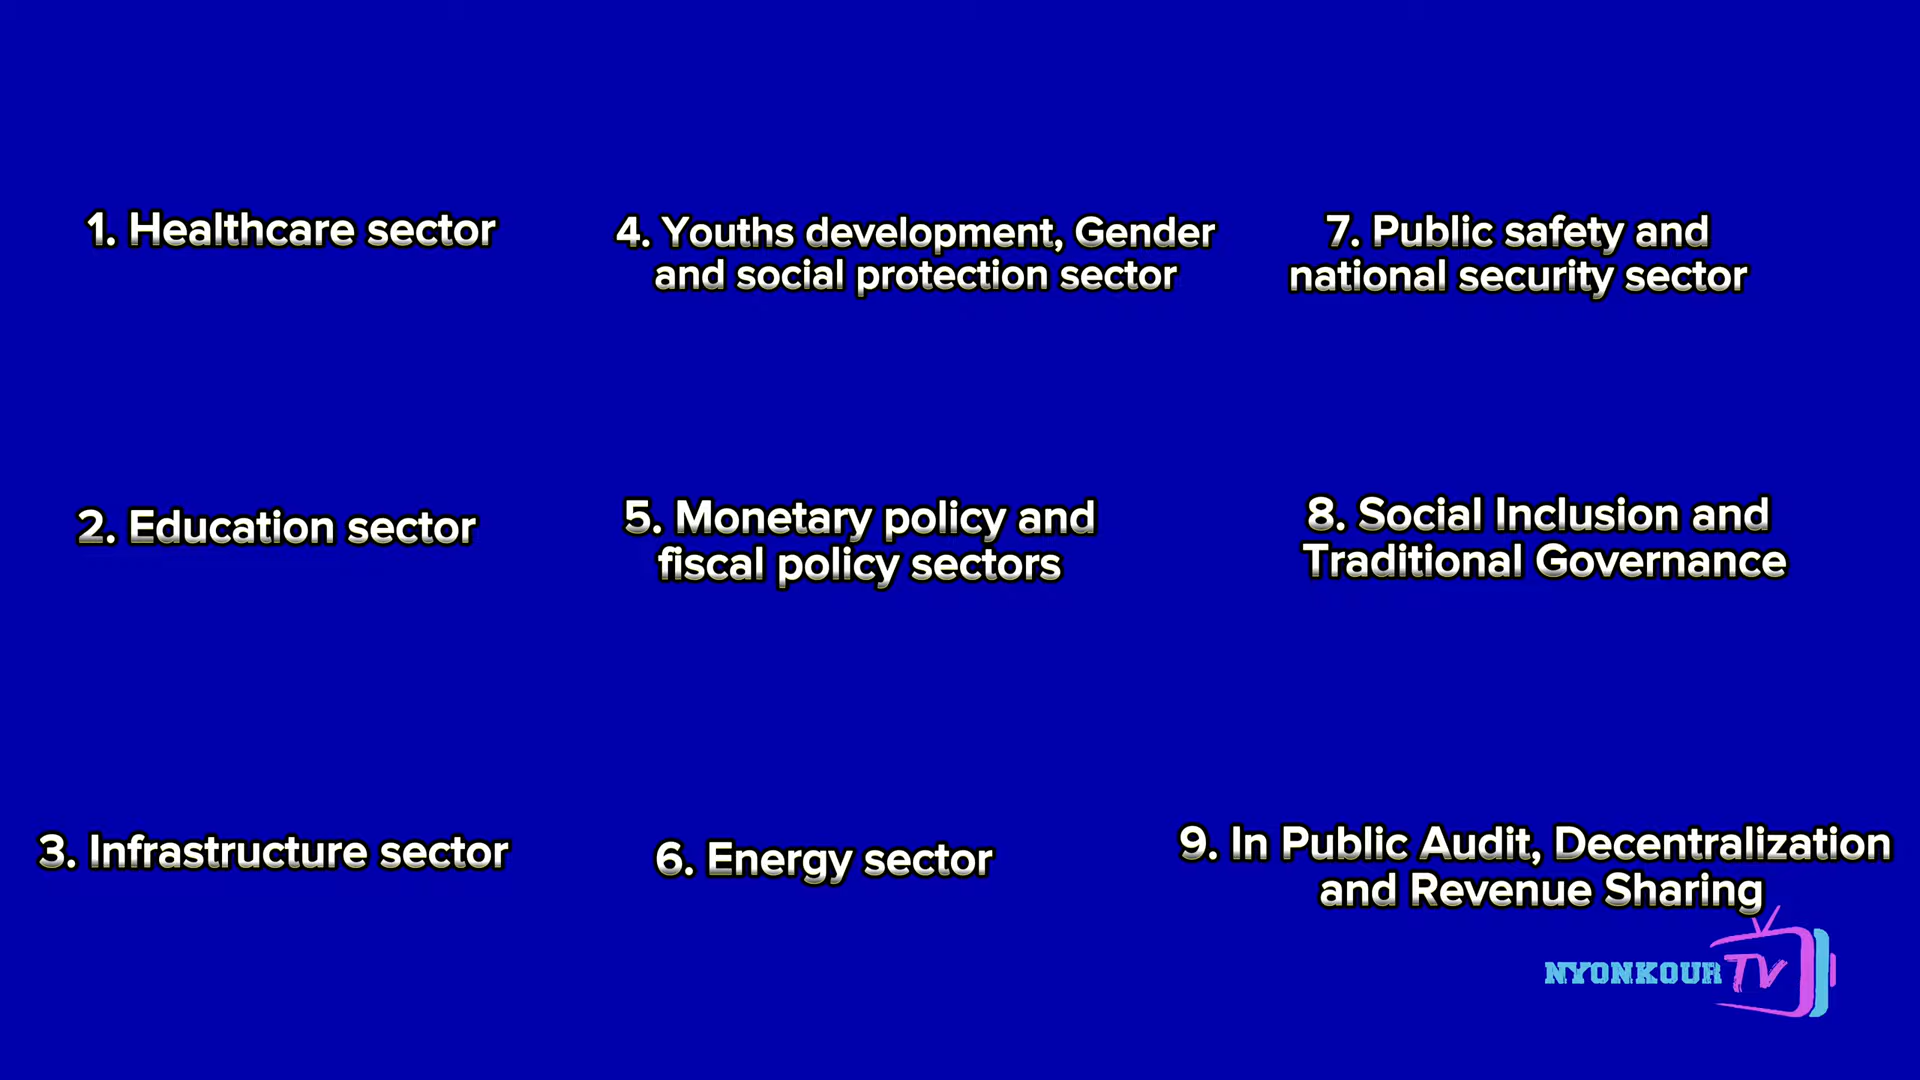 1. Healthcare sector
2. Education sector
3. Infrastructure sector
4. Youths development, Gender
and social protection sector
5. Monetary policy and
fiscal policy sectors
6. Energy sector
7. Public safety and
national security sector
8. Social Inclusion and
Traditional Governance
9. In Public Audit, Decentralization
and Revenue Sharing
NYONKOUR TV